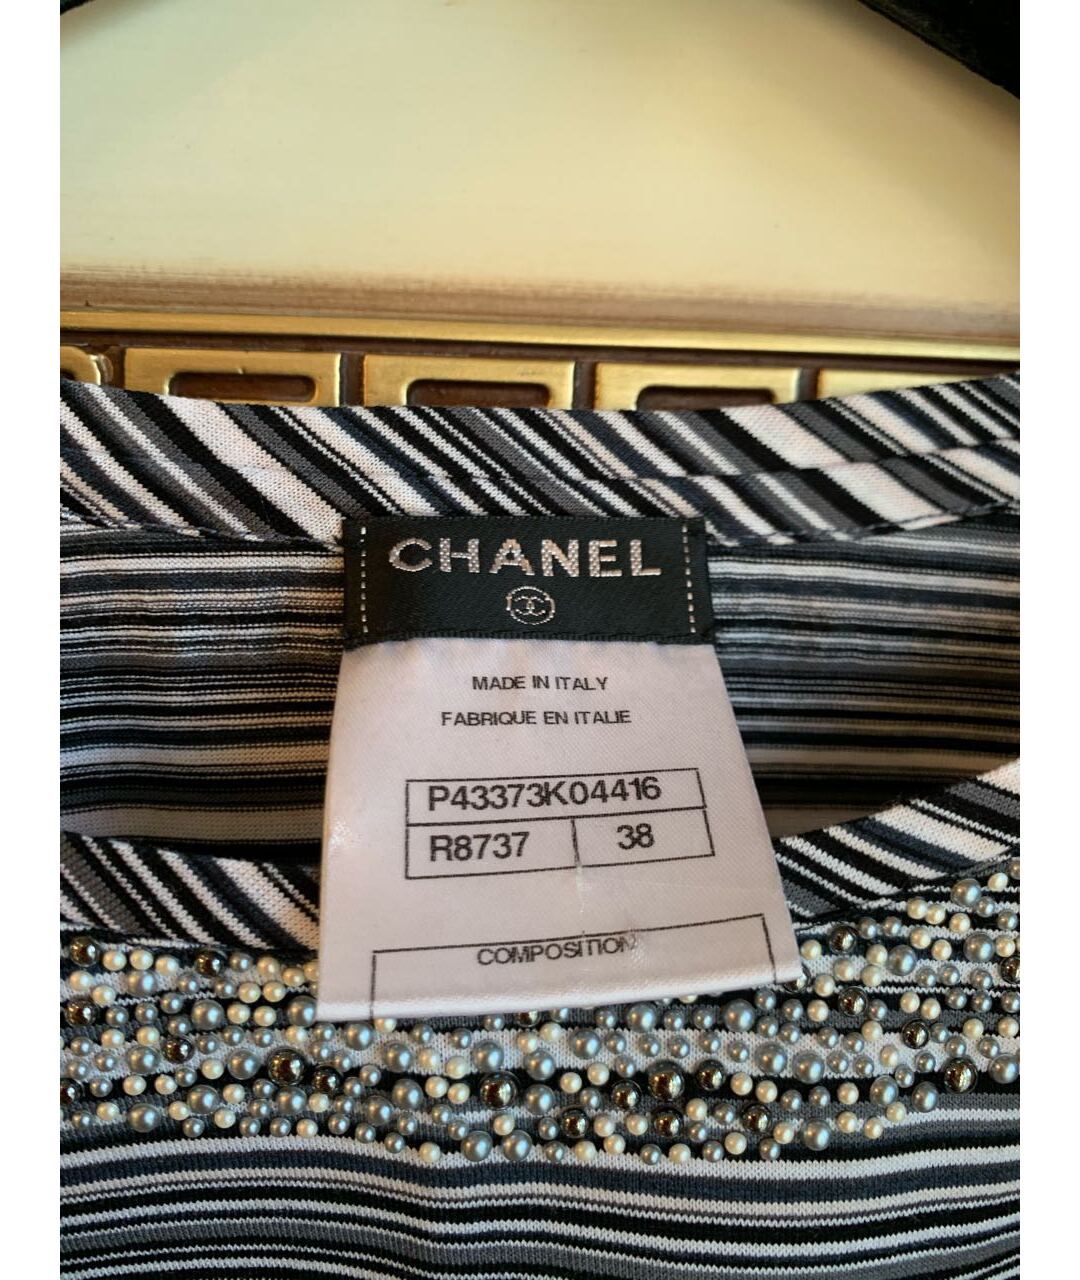 CHANEL
MADE IN ITALY
FABRIQUE EN ITALIE
P43373K04416
R8737 38
COMPOSITION